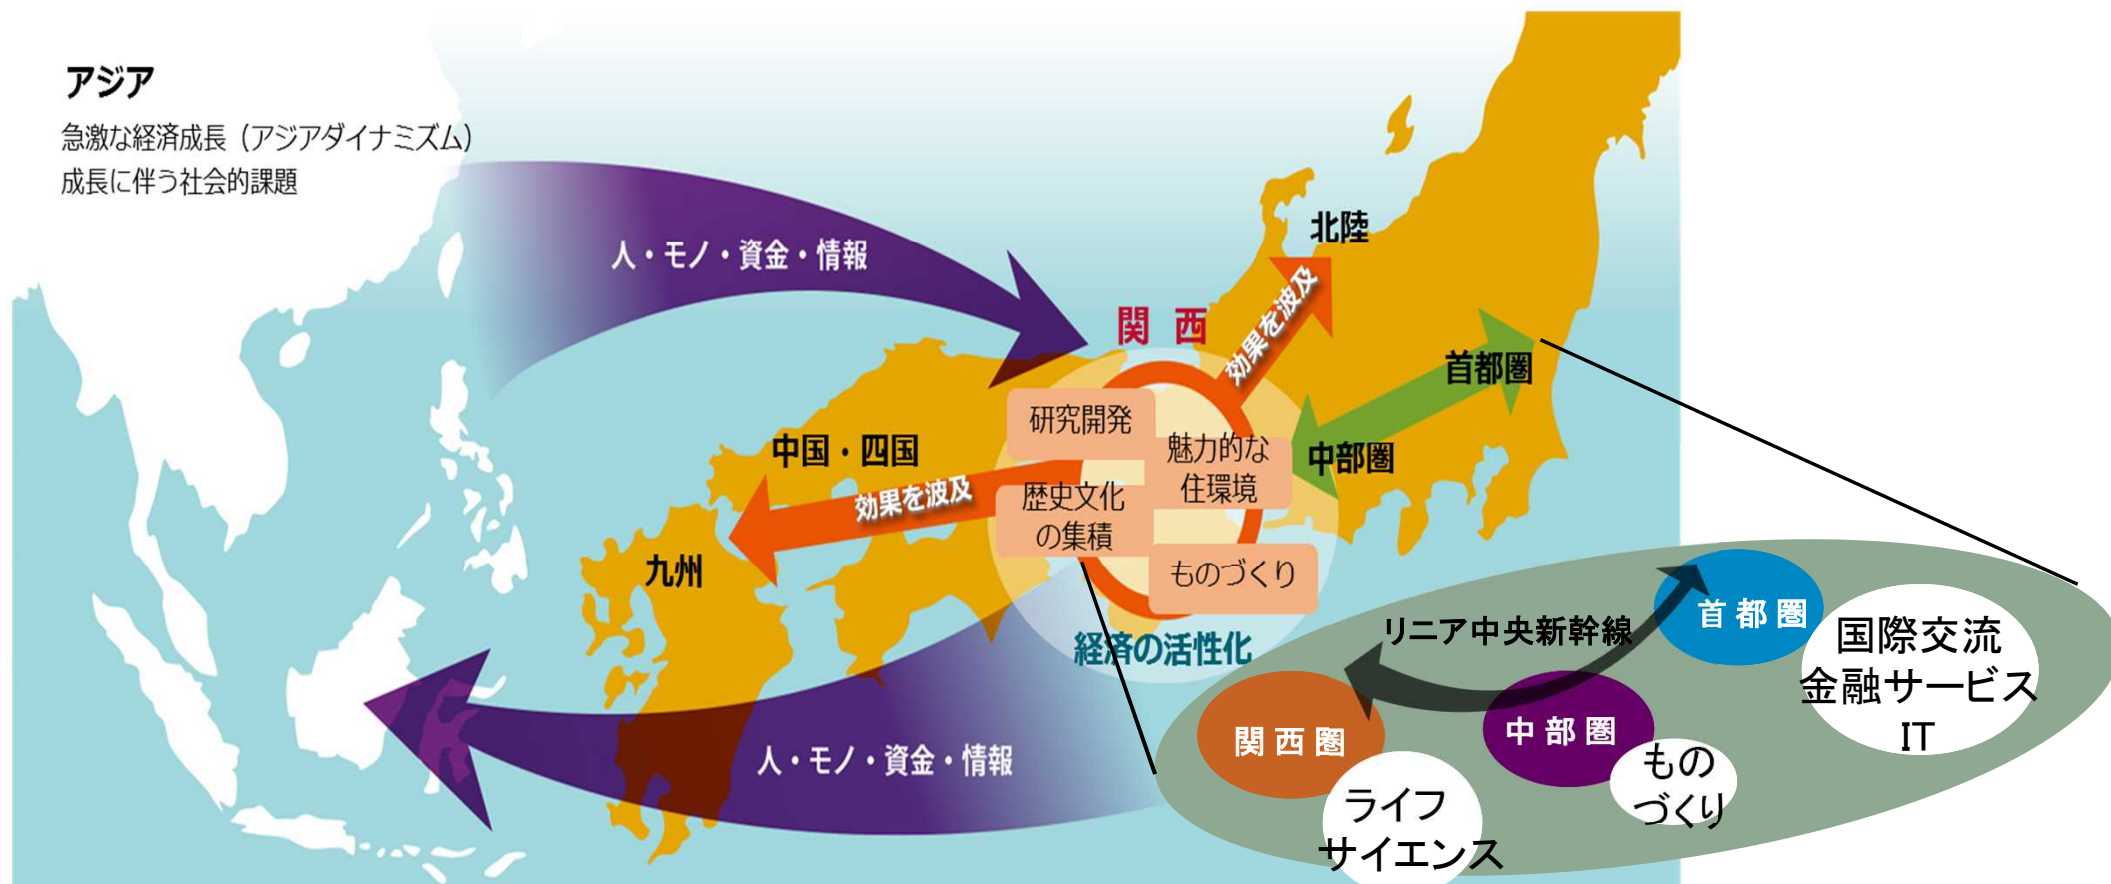 アジア
急激な経済成長（アジアダイナミズム）
成長に伴う社会的課題
人・モノ・資金・情報
北陸
効果を波及
関 西
首都圏
中部圏
研究開発
魅力的な
住環境
歴史文化
の集積
ものづくり
中国・四国
効果を波及
九州
経済の活性化
人・モノ・資金・情報
リニア中央新幹線
首都圏
国際交流
金融サービス
IT
関西圏
中部圏
もの
づくり
ライフ
サイエンス